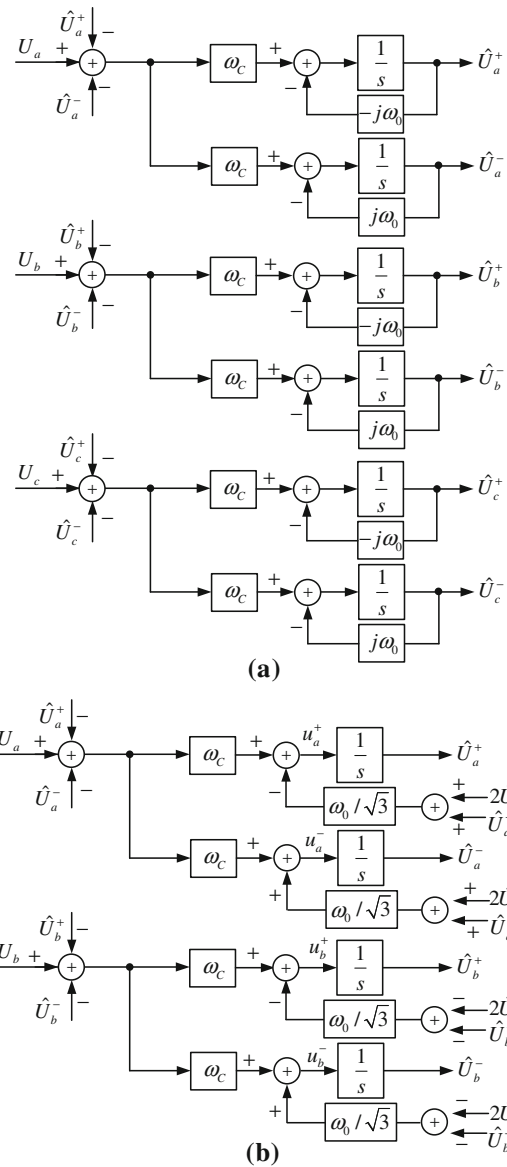 Û_a^+ −
U_a + + −
Û_a^-
ω_C + + 1/s Û_a^+
− −jω_0
ω_C + + 1/s Û_a^-
− jω_0
Û_b^+ −
U_b + + −
Û_b^-
ω_C + + 1/s Û_b^+
− −jω_0
ω_C + + 1/s Û_b^-
− jω_0
Û_c^+ −
U_c + + −
Û_c^-
ω_C + + 1/s Û_c^+
− −jω_0
ω_C + + 1/s Û_c^-
− jω_0
(a)
Û_a^+ −
U_a + + −
Û_a^-
ω_C + + u_a^+ 1/s Û_a^+
− ω_0/√3 + + +
ω_C + + u_a^- 1/s Û_a^-
+ ω_0/√3 + + +
Û_b^+ −
U_b + + −
Û_b^-
ω_C + + u_b^+ 1/s Û_b^+
− ω_0/√3 + − −
ω_C + + u_b^- 1/s Û_b^-
+ ω_0/√3 + − −
(b)